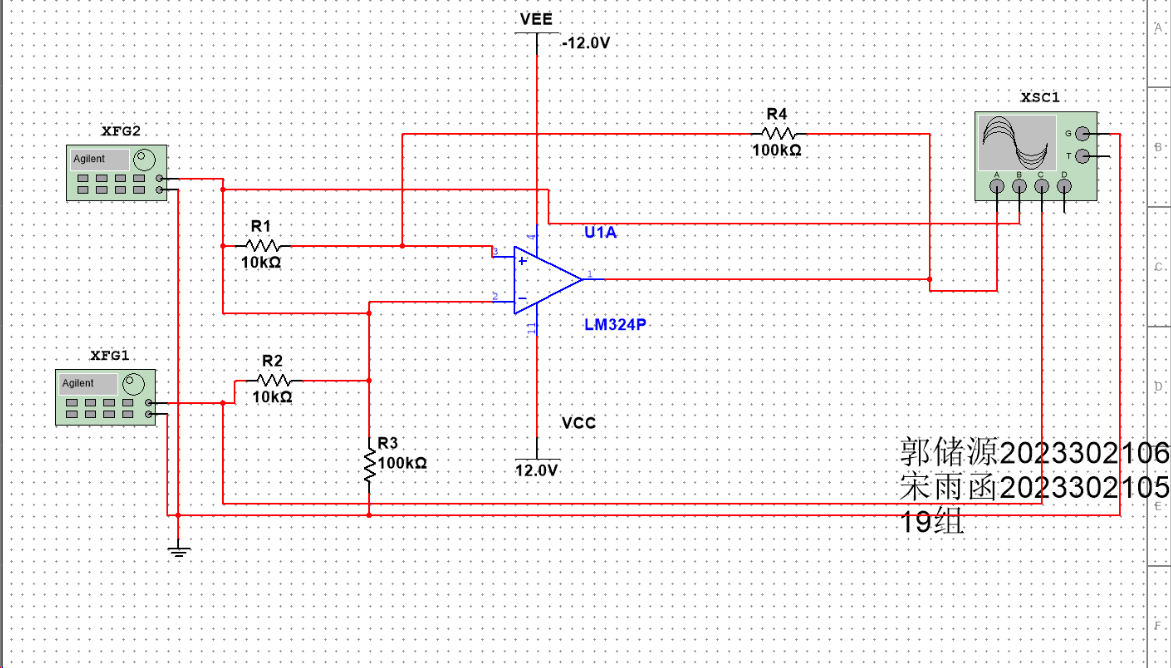 VEE
-12.0V
XSC1
R4
100kΩ
XFG2
Agilent
G
T
A B C D
R1
10kΩ
U1A
4
3
+
1
2
−
11
LM324P
XFG1
Agilent
R2
10kΩ
VCC
12.0V
R3
100kΩ
郭储源2023302106
宋雨函2023302105
19组
A
B
C
D
E
F